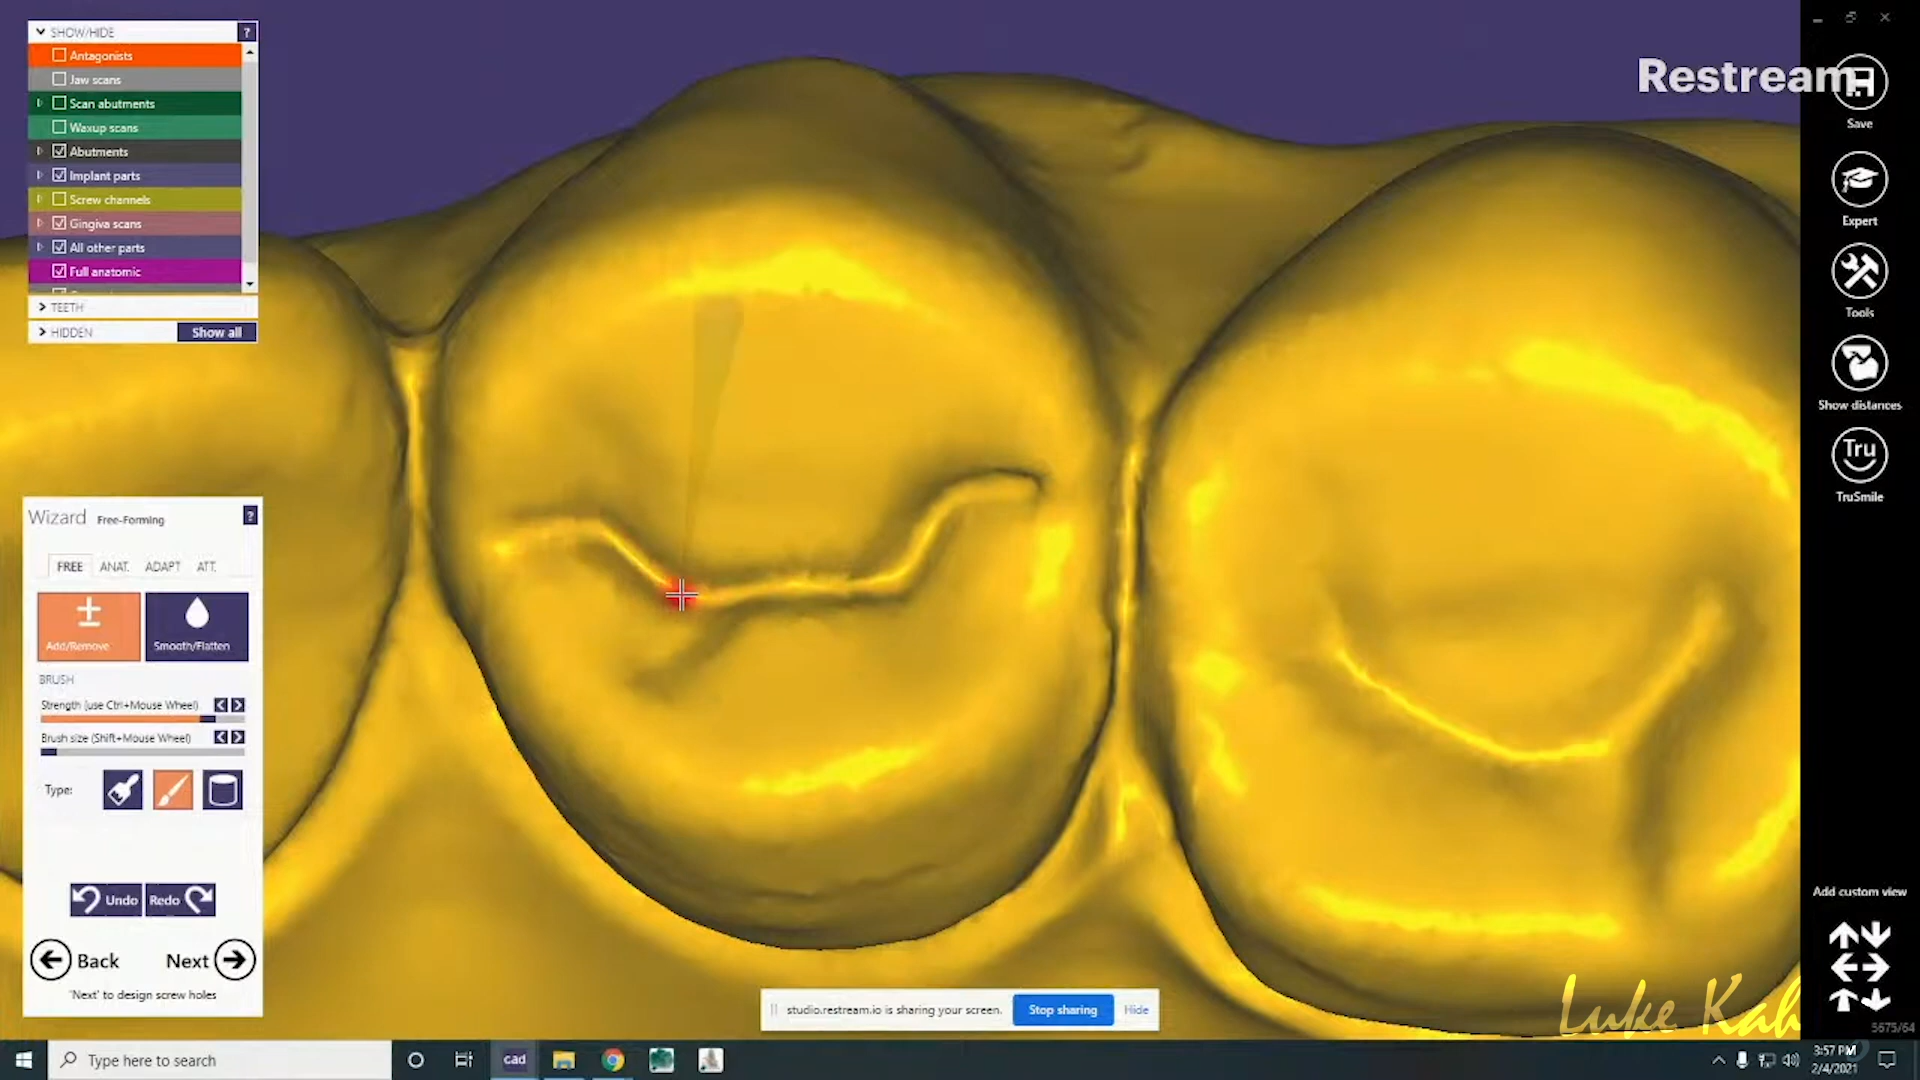 SHOW/HIDE ?
Antagonists
Jaw scans
Scan abutments
Waxup scans
Abutments
Implant parts
Screw channels
Gingiva scans
All other parts
Full anatomic
TEETH
HIDDEN Show all
Restream
Save
Expert
Tools
Show distances
Tru
TruSmile
Wizard Free-Forming ?
FREE ANAT. ADAPT ATT.
Add/Remove Smooth/Flatten
BRUSH
Strength (use Ctrl+Mouse Wheel)
Brush size (Shift+Mouse Wheel)
Type:
Undo Redo
Back Next
'Next' to design screw holes
Add custom view
studio.restream.io is sharing your screen. Stop sharing Hide
Luke Kah
5675/64
Type here to search
cad
3:57 PM
2/4/2021